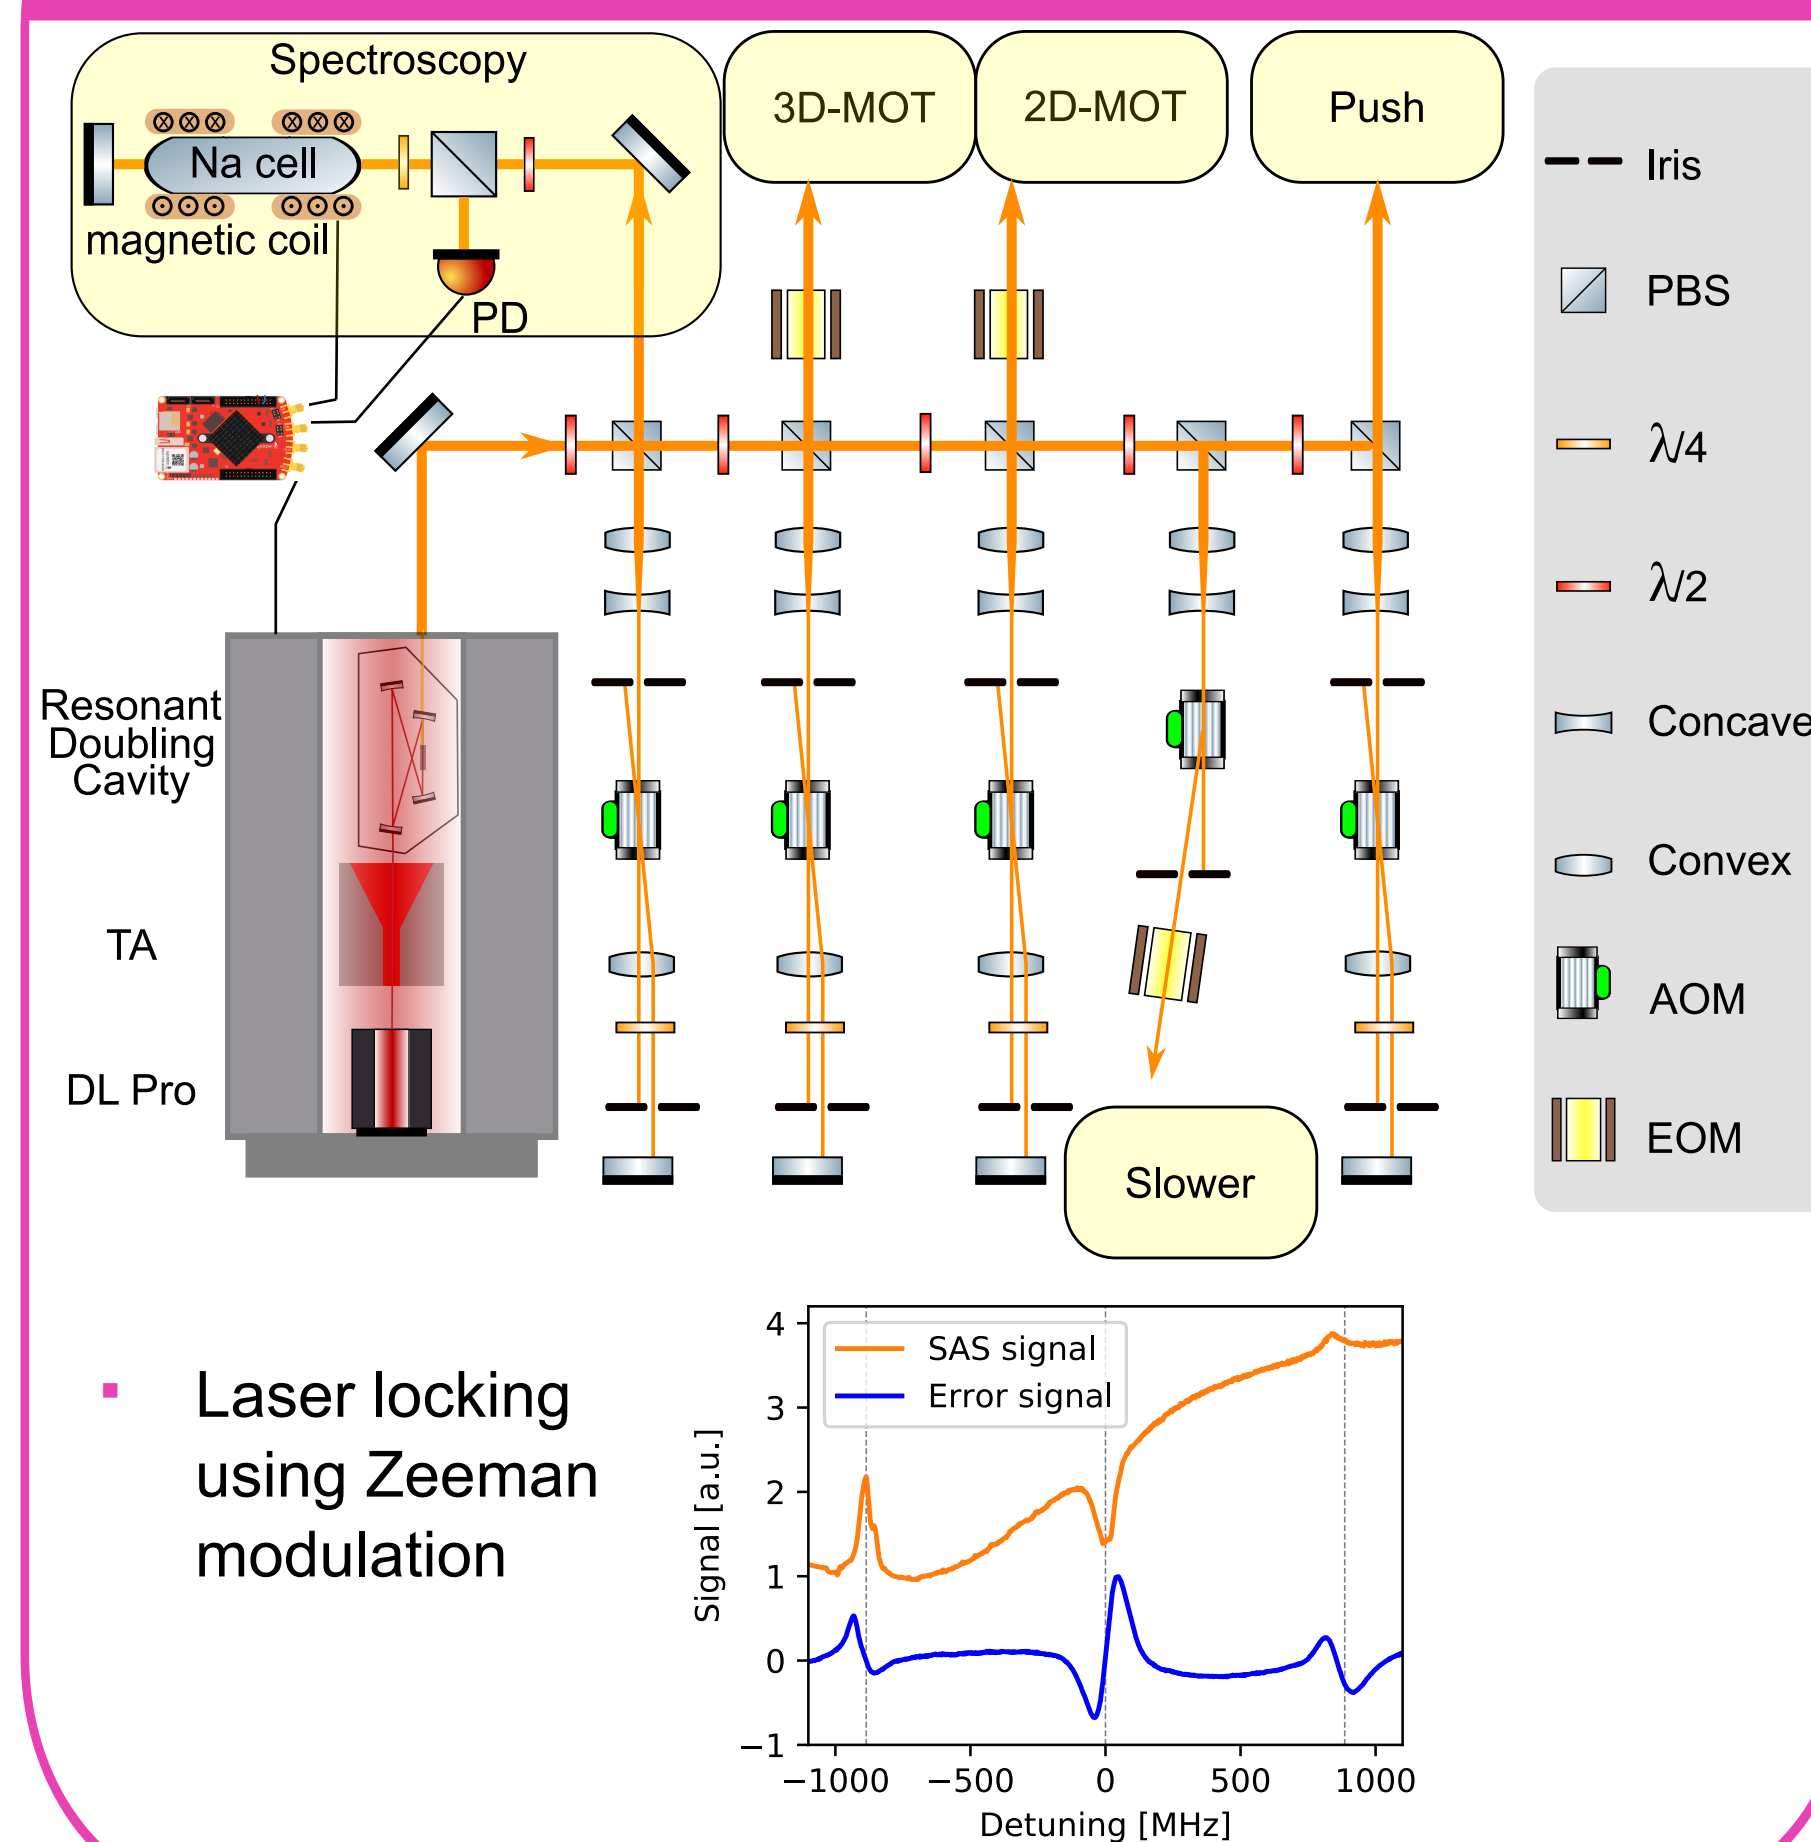 Spectroscopy
3D-MOT
2D-MOT
Push
Na cell
magnetic coil
PD
Iris
PBS
λ/4
λ/2
Concave
Convex
AOM
EOM
Resonant
Doubling
Cavity
TA
DL Pro
Slower
Laser locking
using Zeeman
modulation
SAS signal
Error signal
Signal [a.u.]
4
3
2
1
0
−1
−1000 −500 0 500 1000
Detuning [MHz]